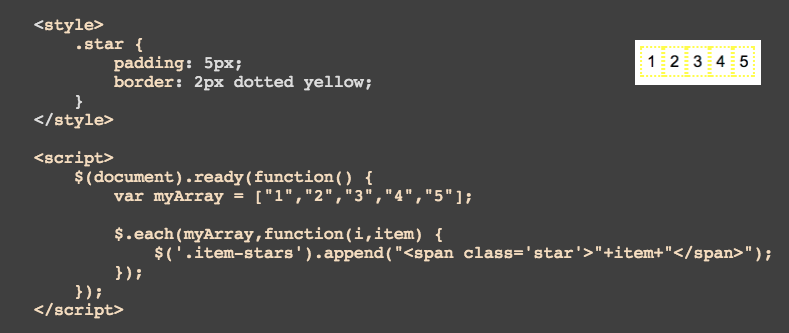 <style>
    .star {
        padding: 5px;
        border: 2px dotted yellow;
    }
</style>
1 2 3 4 5
<script>
    $(document).ready(function() {
        var myArray = ["1","2","3","4","5"];
        $.each(myArray,function(i,item) {
            $('.item-stars').append("<span class='star'>"+item+"</span>");
        });
    });
</script>